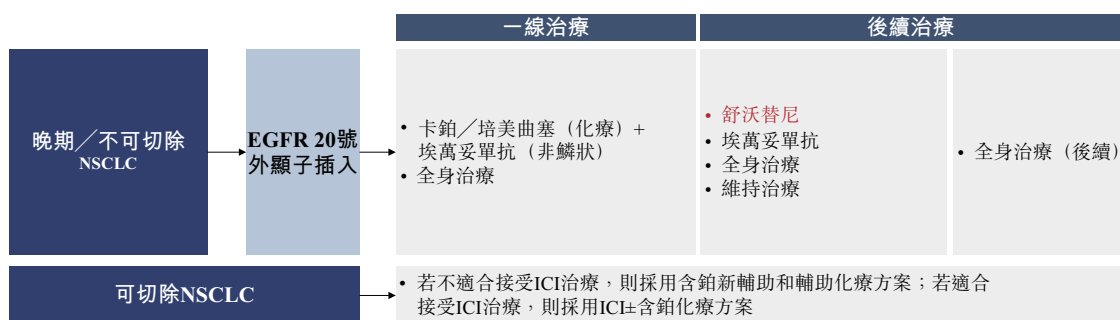 一線治療
後續治療
晚期╱不可切除
NSCLC
EGFR 20號
外顯子插入
• 卡鉑╱培美曲塞（化療）+
埃萬妥單抗（非鱗狀）
• 全身治療
• 舒沃替尼
• 埃萬妥單抗
• 全身治療
• 維持治療
• 全身治療（後續）
可切除NSCLC
• 若不適合接受ICI治療，則採用含鉑新輔助和輔助化療方案；若適合
接受ICI治療，則採用ICI±含鉑化療方案